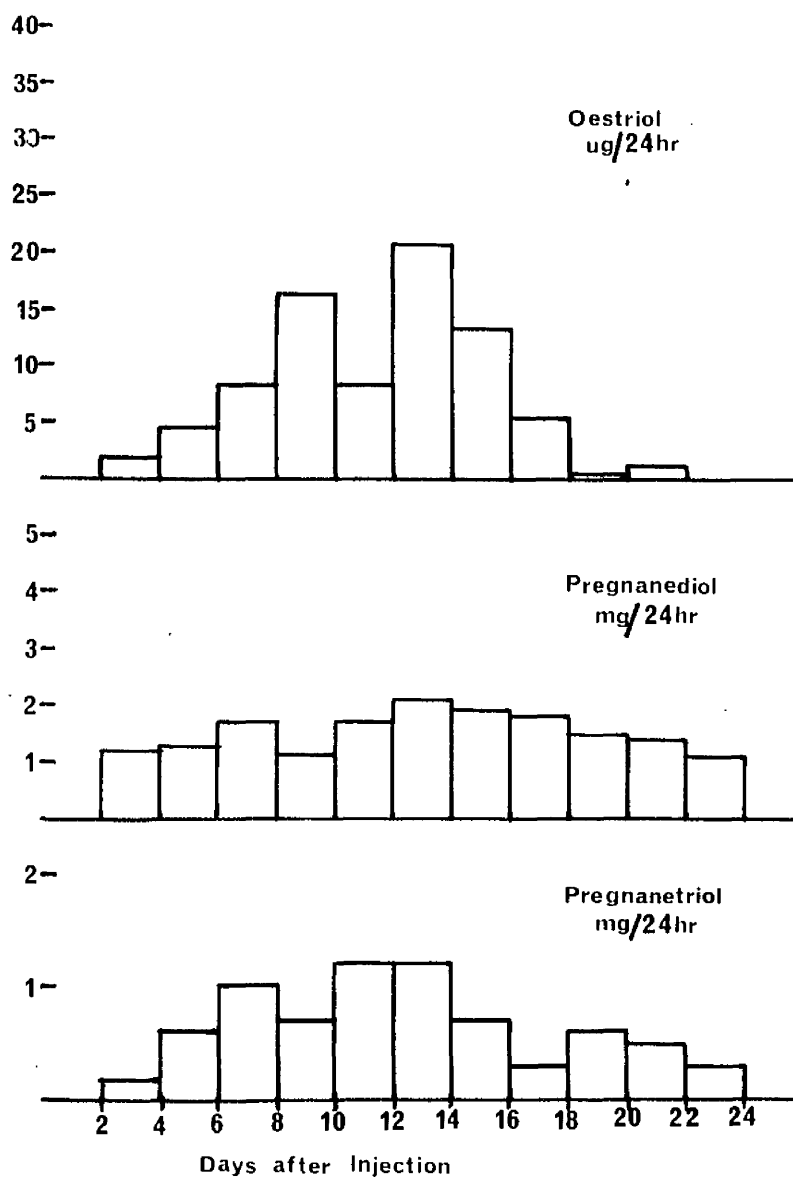 40
35
Oestriol
30
ug/24hr
25
20
15
10
5
5
Pregnanediol
4
mg/24hr
3
2
1
2
Pregnanetriol
mg/24hr
1
2 4 6 8 10 12 14 16 18 20 22 24
Days after Injection